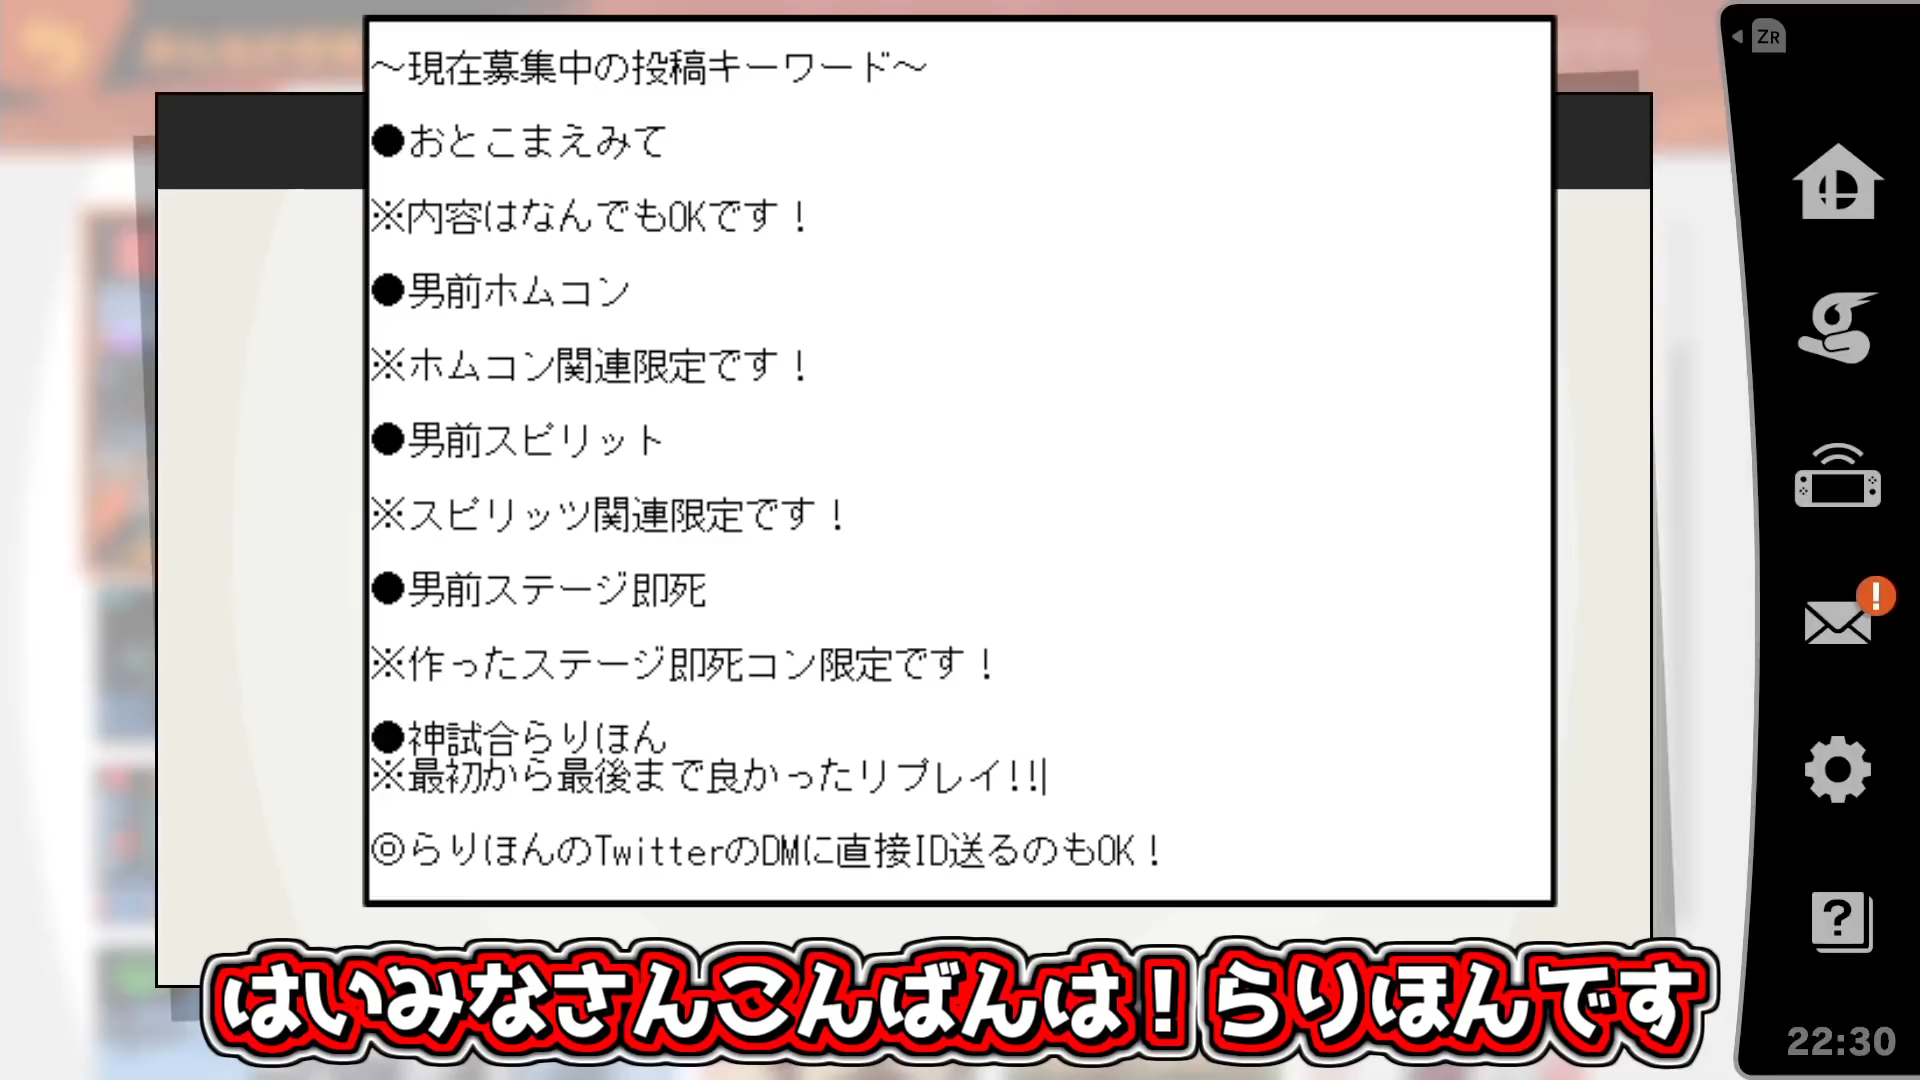 ～現在募集中の投稿キーワード～
●おとこまえみて
※内容はなんでもOKです！
●男前ホムコン
※ホムコン関連限定です！
●男前スピリット
※スピリッツ関連限定です！
●男前ステージ即死
※作ったステージ即死コン限定です！
●神試合らりほん
※最初から最後まで良かったリプレイ!!
◎らりほんのTwitterのDMに直接ID送るのもOK！
はいみなさんこんばんは！らりほんです
ZR
!
?
22:30